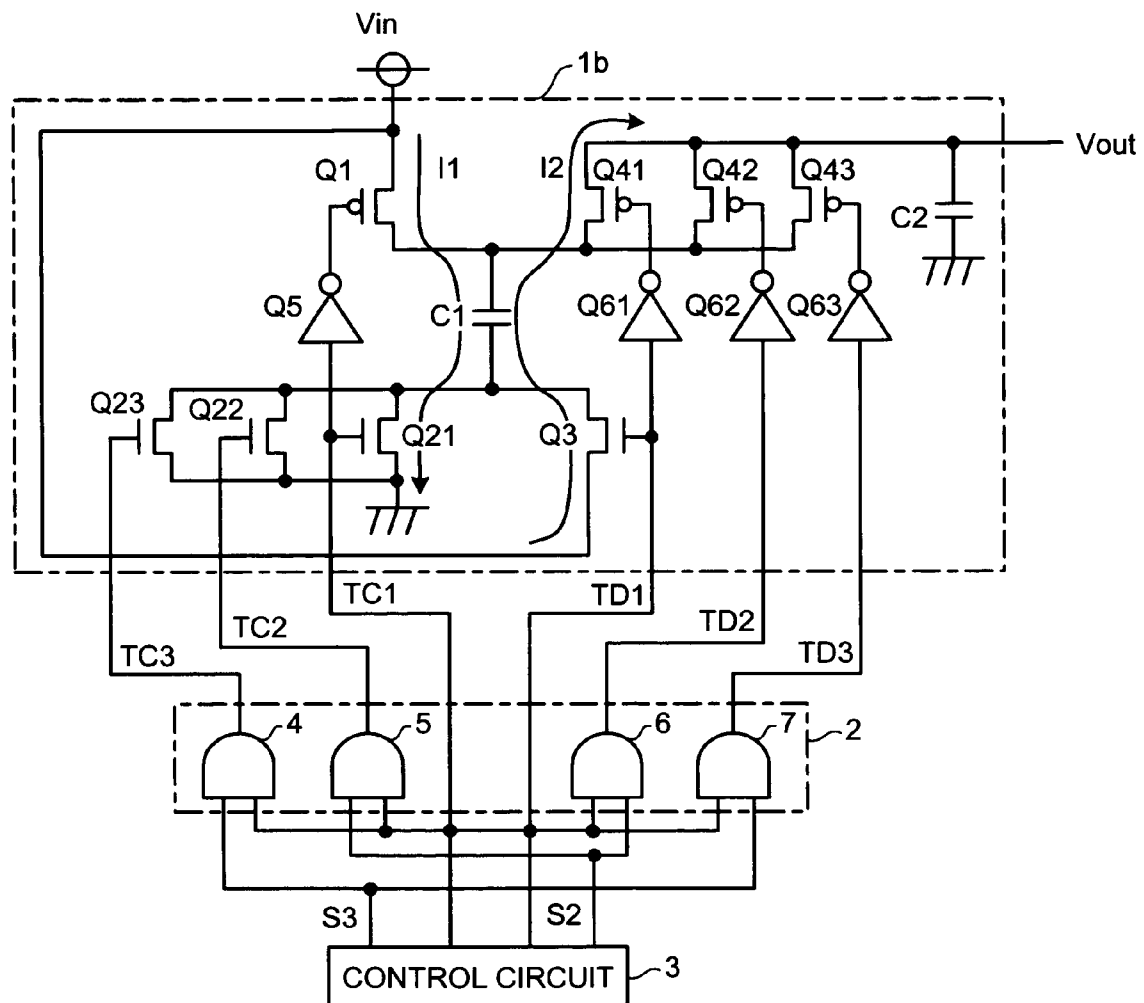 Vin
1b
Vout
Q1
I1
I2
Q41
Q42
Q43
C2
Q5
C1
Q61
Q62
Q63
Q23
Q22
Q21
Q3
TC1
TD1
TC2
TD2
TC3
TD3
4
5
6
7
2
S3
S2
CONTROL CIRCUIT
3